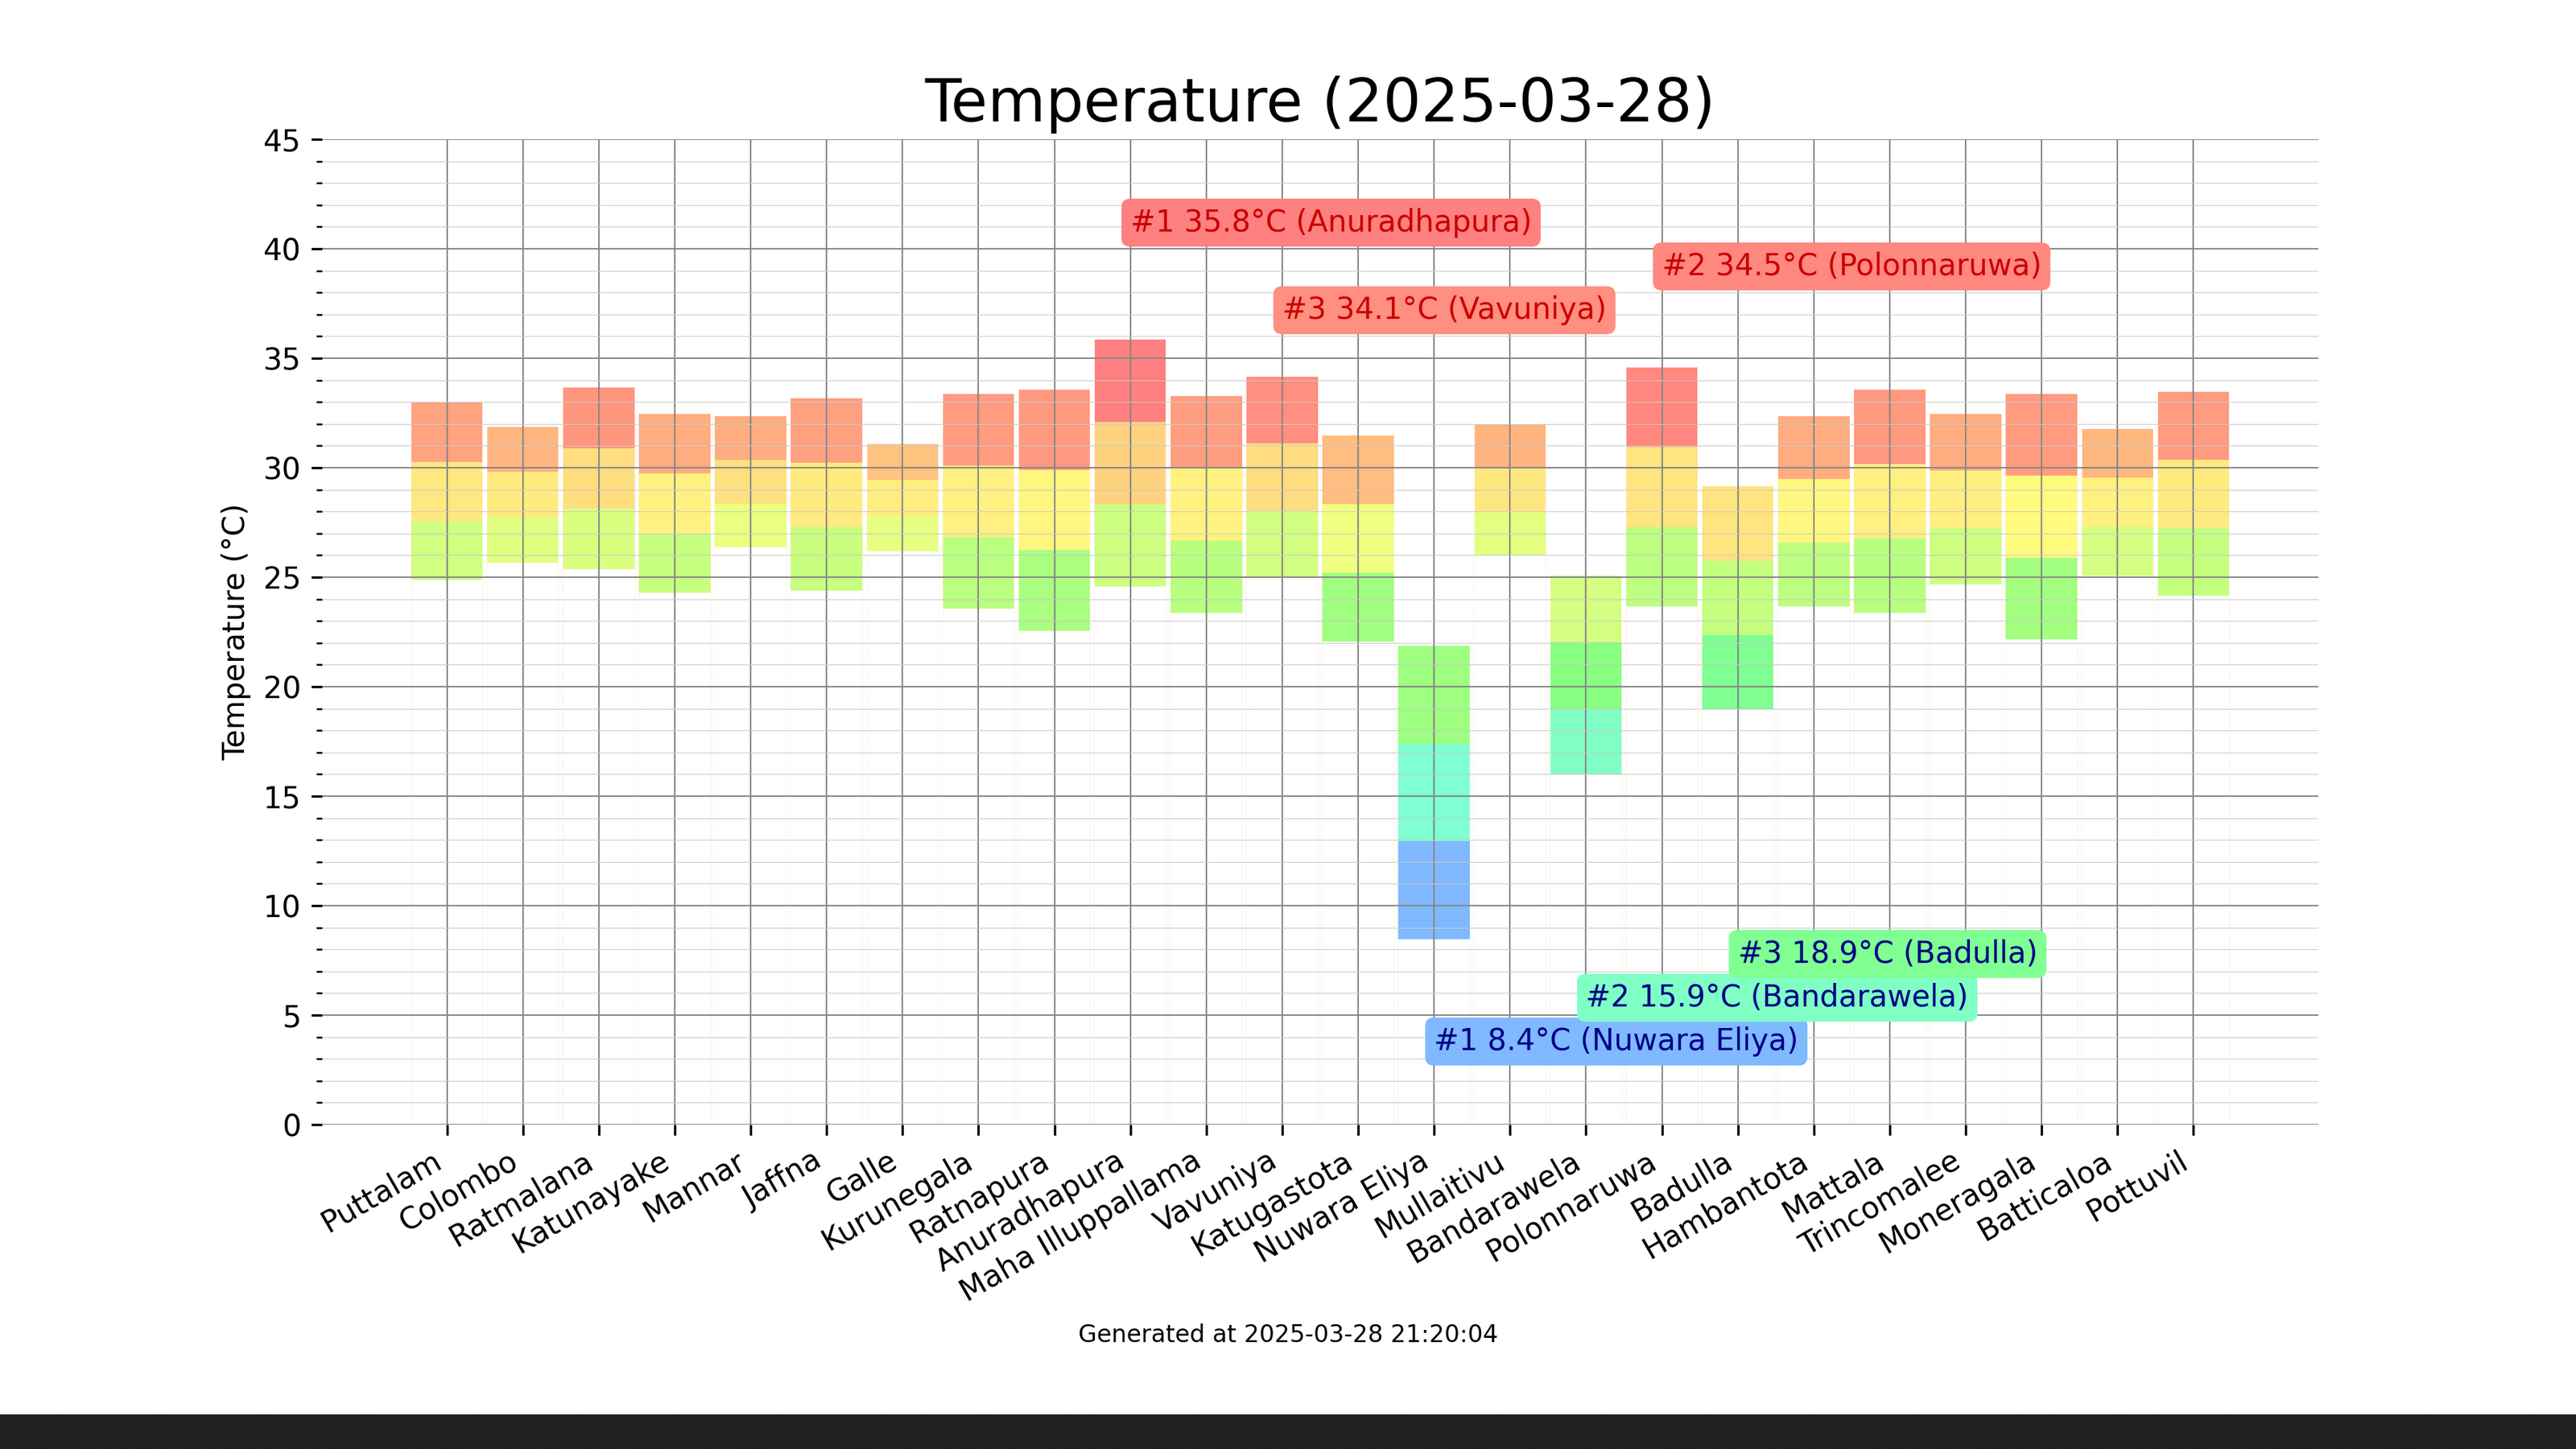 Temperature (2025-03-28)
45
40
35
30
25
20
15
10
5
0
Temperature (°C)
#1 35.8°C (Anuradhapura)
#2 34.5°C (Polonnaruwa)
#3 34.1°C (Vavuniya)
#3 18.9°C (Badulla)
#2 15.9°C (Bandarawela)
#1 8.4°C (Nuwara Eliya)
Puttalam
Colombo
Ratmalana
Katunayake
Mannar
Jaffna
Galle
Kurunegala
Ratnapura
Anuradhapura
Maha Illuppallama
Vavuniya
Katugastota
Nuwara Eliya
Mullaitivu
Bandarawela
Polonnaruwa
Badulla
Hambantota
Mattala
Trincomalee
Moneragala
Batticaloa
Pottuvil
Generated at 2025-03-28 21:20:04